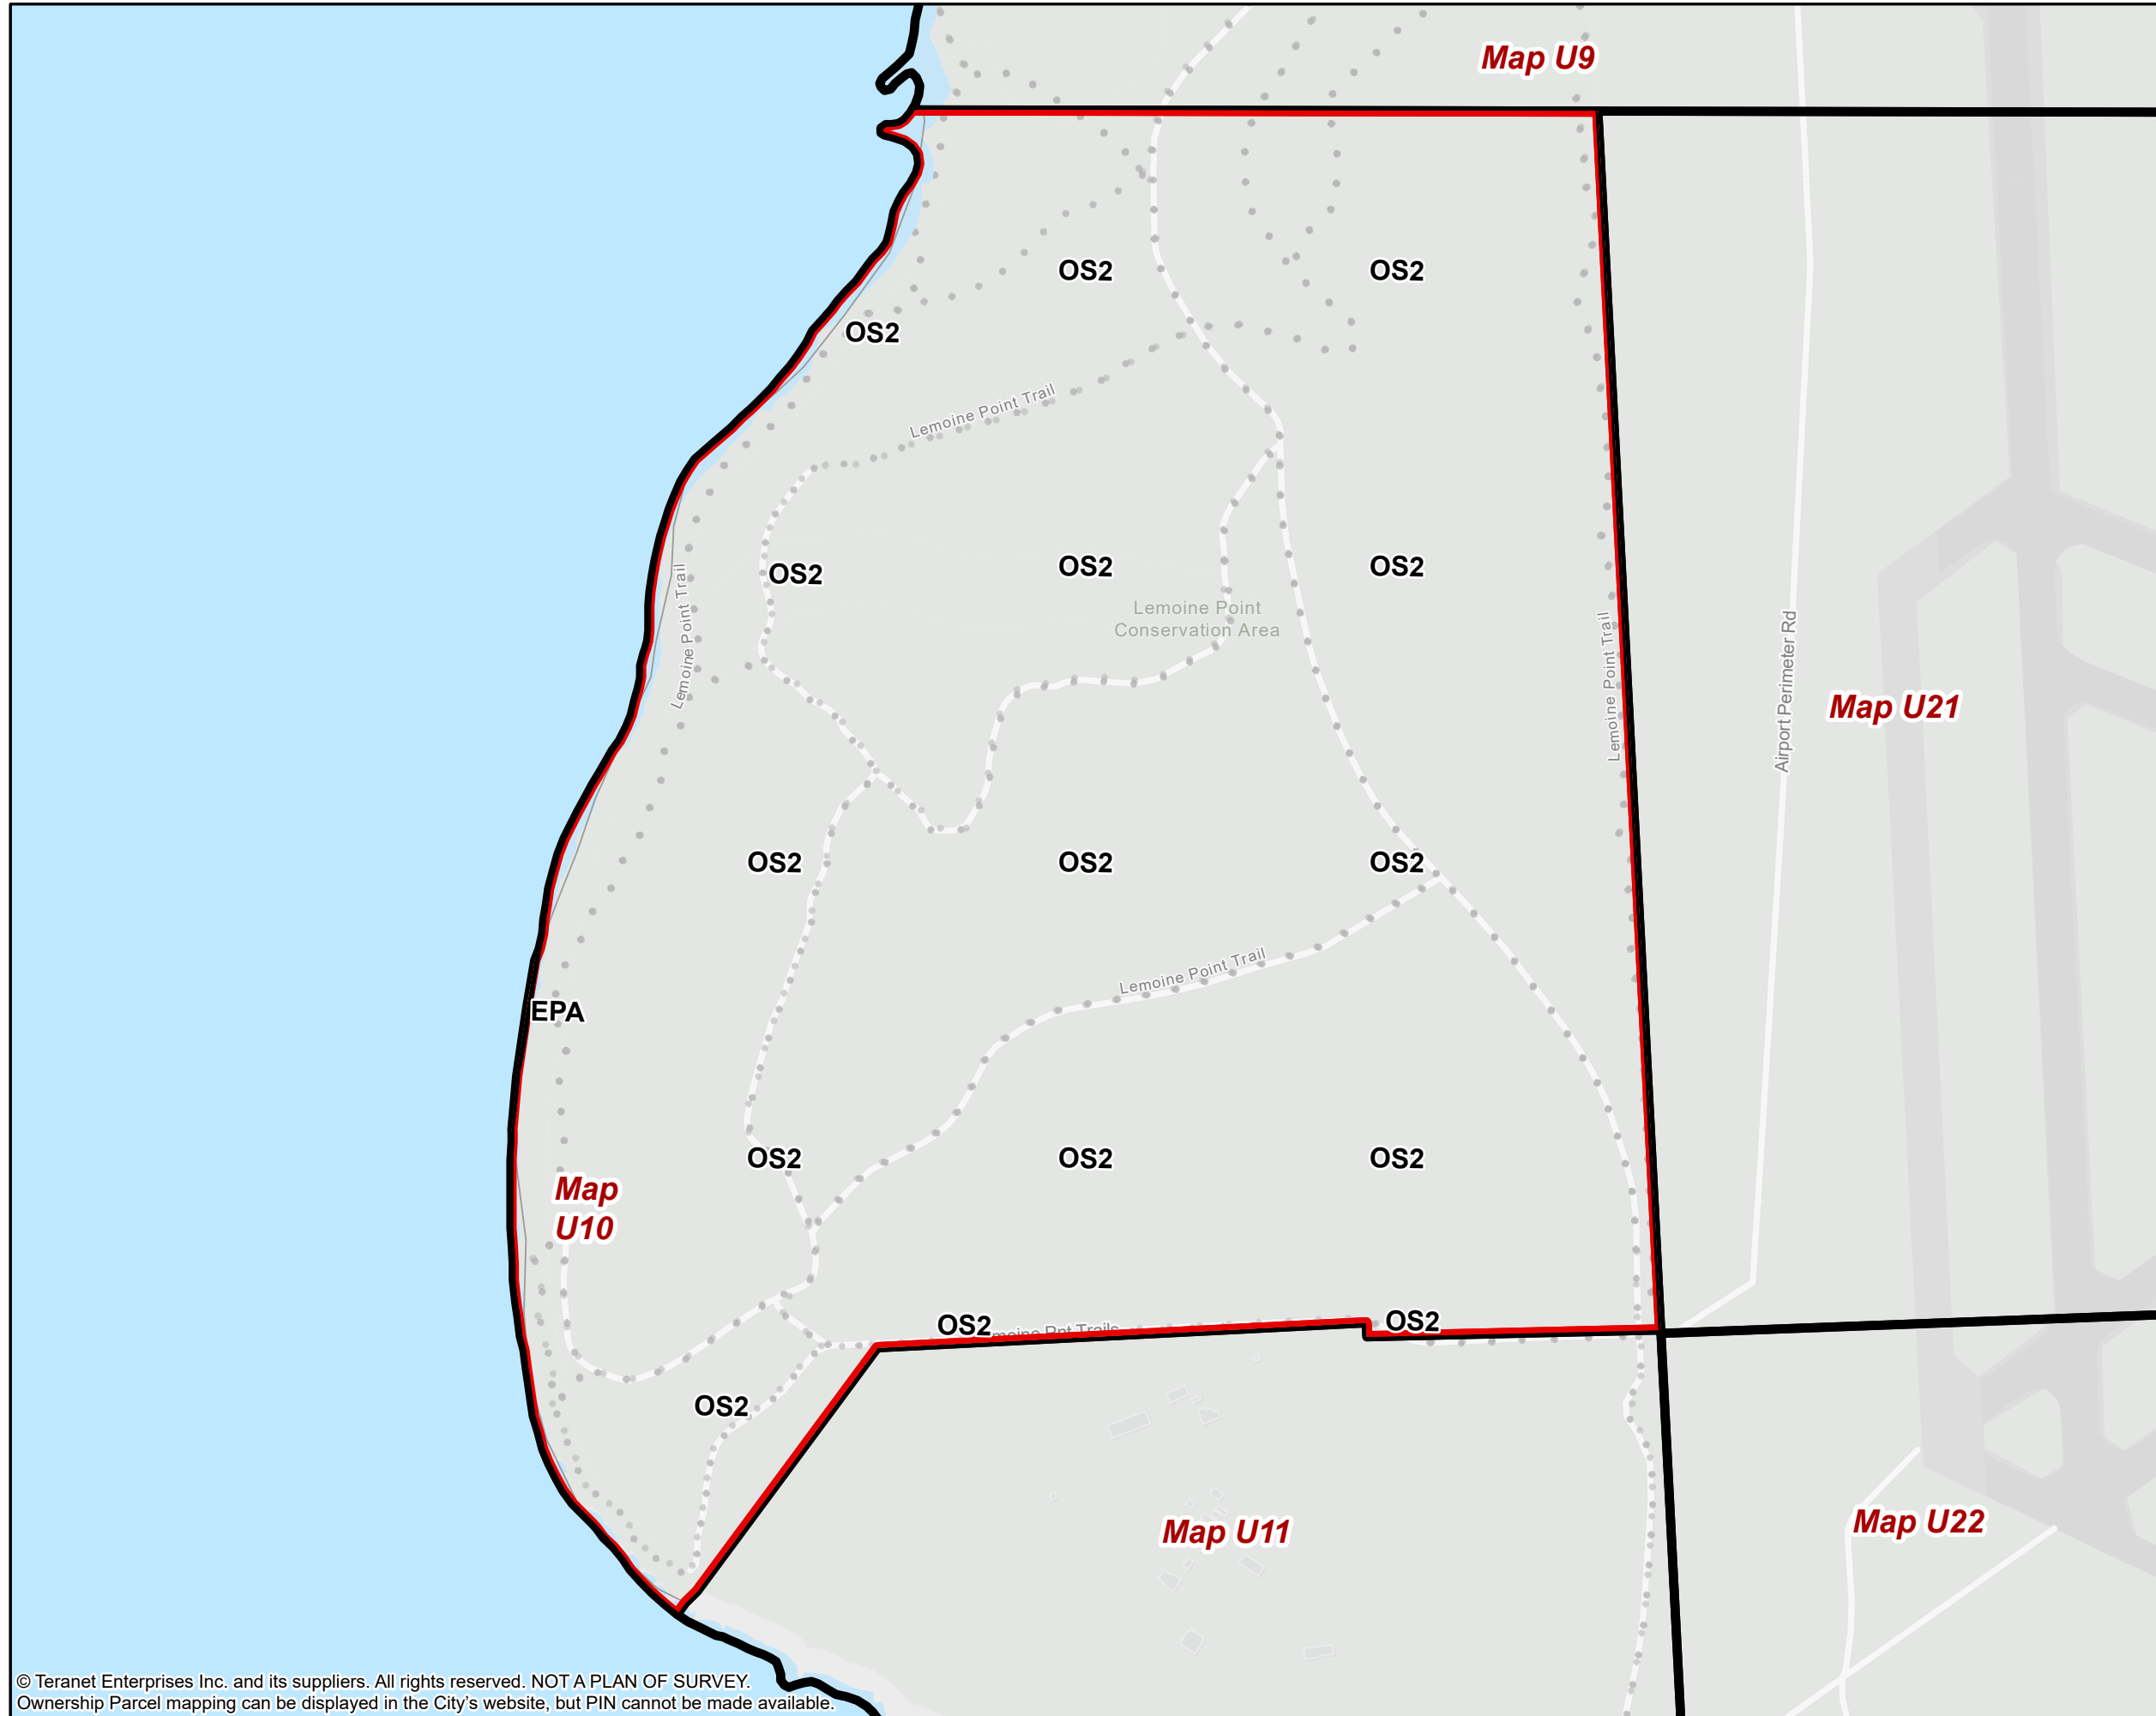 Map U9
OS2
OS2
OS2
Lemoine Point Trail
OS2
OS2
OS2
Lemoine Point
Conservation Area
Lemoine Point Trail
Lemoine Point Trail
Airport Perimeter Rd
Map U21
OS2
OS2
OS2
Lemoine Point Trail
EPA
OS2
OS2
OS2
Map
U10
OS2
Pnt Trails
OS2
OS2
Map U11
Map U22
© Teranet Enterprises Inc. and its suppliers. All rights reserved. NOT A PLAN OF SURVEY.
Ownership Parcel mapping can be displayed in the City's website, but PIN cannot be made available.